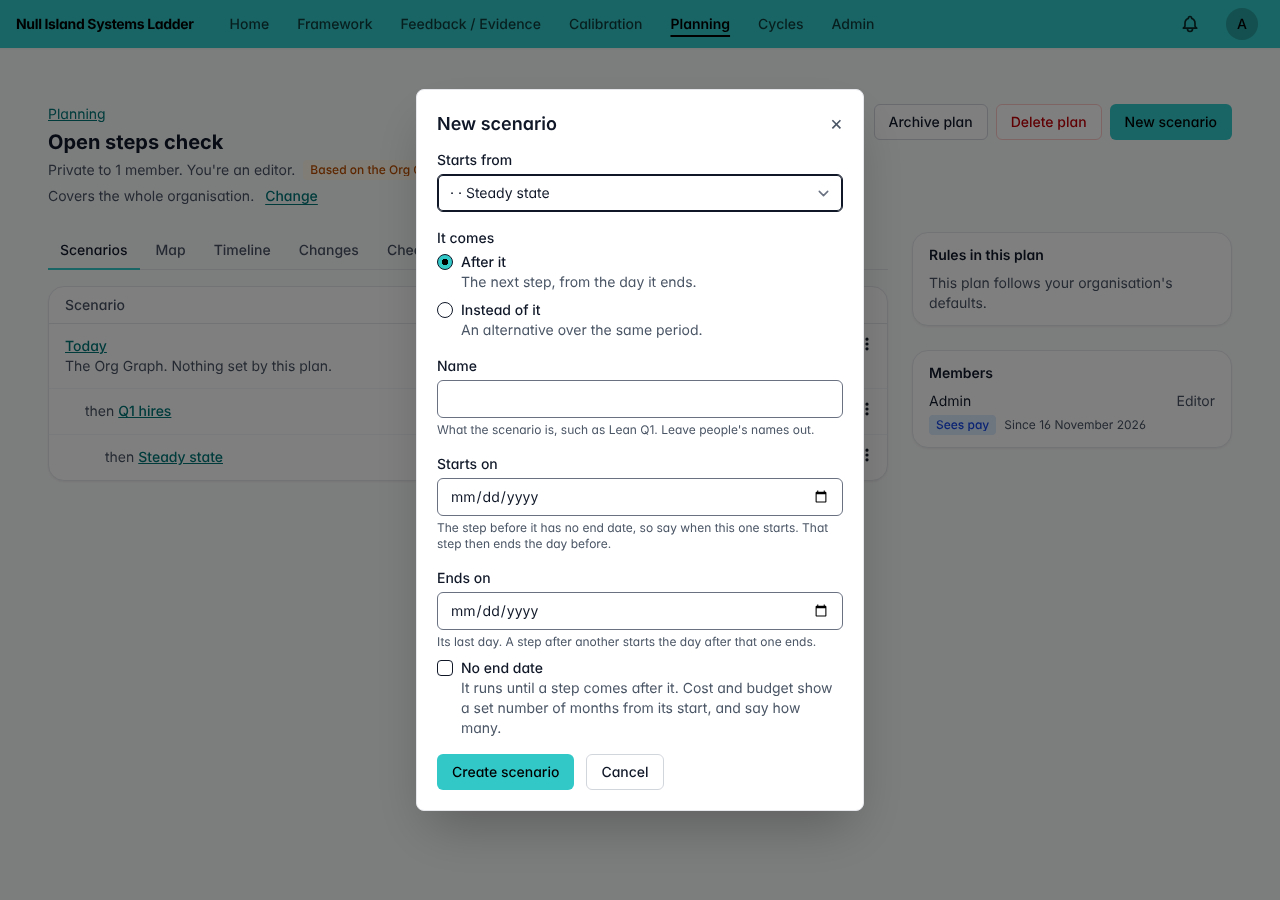 Null Island Systems Ladder Home Framework Feedback / Evidence Calibration Planning Cycles Admin A
Planning
Open steps check
Private to 1 member. You're an editor. Based on the Org
Covers the whole organisation. Change
Archive plan Delete plan New scenario
Scenarios Map Timeline Changes
Scenario
Today
The Org Graph. Nothing set by this plan.
then Q1 hires
then Steady state
New scenario
Starts from
· · Steady state
It comes
After it
The next step, from the day it ends.
Instead of it
An alternative over the same period.
Name
What the scenario is, such as Lean Q1. Leave people's names out.
Starts on
mm/dd/yyyy
The step before it has no end date, so say when this one starts. That
step then ends the day before.
Ends on
mm/dd/yyyy
Its last day. A step after another starts the day after that one ends.
No end date
It runs until a step comes after it. Cost and budget show
a set number of months from its start, and say how
many.
Create scenario Cancel
Rules in this plan
This plan follows your organisation's
defaults.
Members
Admin Editor
Sees pay Since 16 November 2026